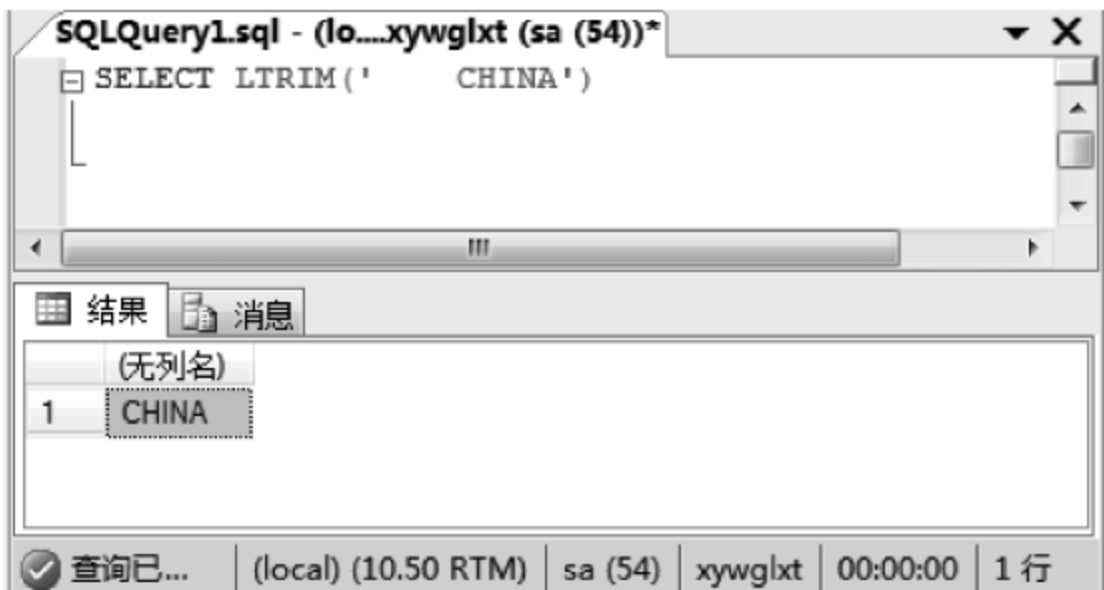 SQLQuery1.sql - (lo....xywglxt (sa (54))*
SELECT LTRIM('    CHINA')
结果 消息
(无列名)
1 CHINA
查询已... (local) (10.50 RTM) sa (54) xywglxt 00:00:00 1 行